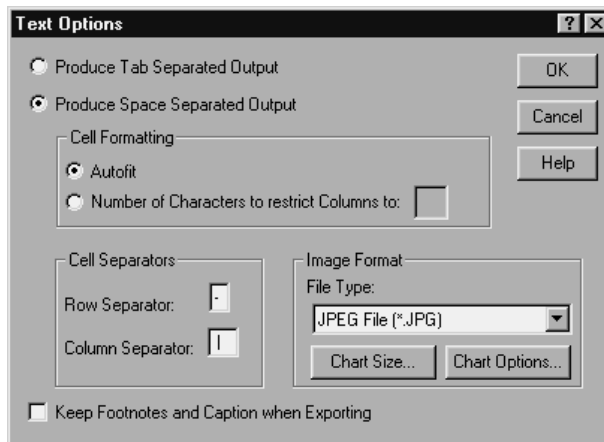 Text Options
Produce Tab Separated Output
OK
Produce Space Separated Output
Cancel
Cell Formatting
Autofit
Help
Number of Characters to restrict Columns to:
Cell Separators
Image Format
File Type:
Row Separator: -
JPEG File (*.JPG)
Column Separator: |
Chart Size...
Chart Options...
Keep Footnotes and Caption when Exporting